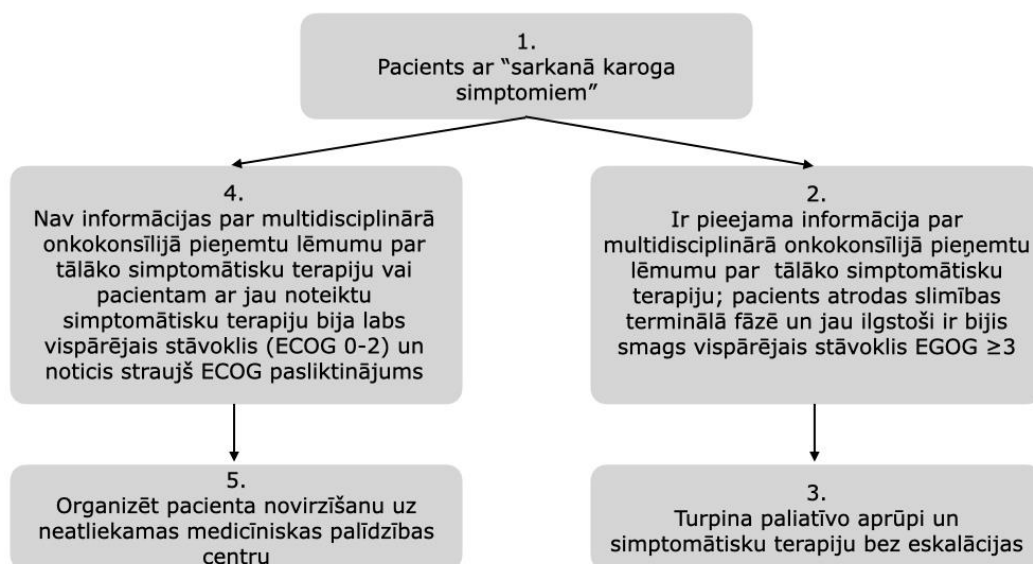 1.
Pacients ar “sarkanā karoga
simptomiem”
4.
Nav informācijas par multidisciplinārā
onkokonsīlijā pieņemtu lēmumu par
tālāko simptomātisku terapiju vai
pacientam ar jau noteiktu
simptomātisku terapiju bija labs
vispārējais stāvoklis (ECOG 0-2) un
noticis straujš ECOG pasliktinājums
2.
Ir pieejama informācija par
multidisciplinārā onkokonsīlijā pieņemtu
lēmumu par tālāko simptomātisku
terapiju; pacients atrodas slimības
terminālā fāzē un jau ilgstoši ir bijis
smags vispārējais stāvoklis EGOG ≥3
5.
Organizēt pacienta novirzīšanu uz
neatliekamas medicīniskas palīdzības
centru
3.
Turpina paliatīvo aprūpi un
simptomātisku terapiju bez eskalācijas